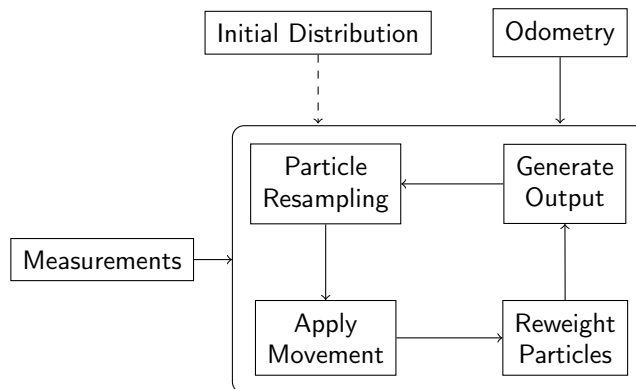 Initial Distribution
Odometry
Particle
Resampling
Generate
Output
Measurements
Apply
Movement
Reweight
Particles